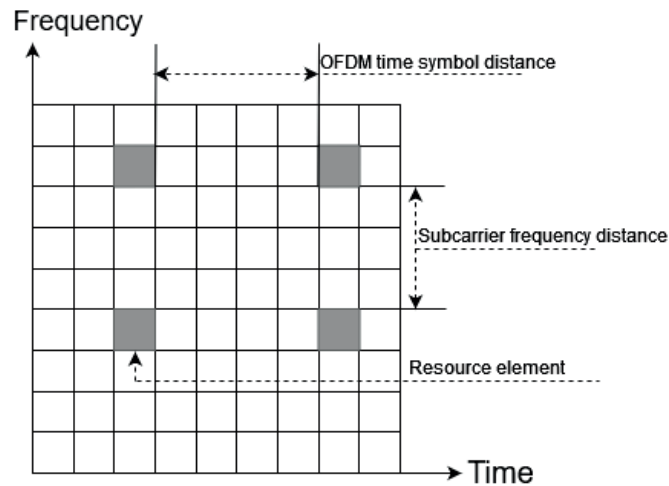 Frequency
OFDM time symbol distance
Subcarrier frequency distance
Resource element
Time